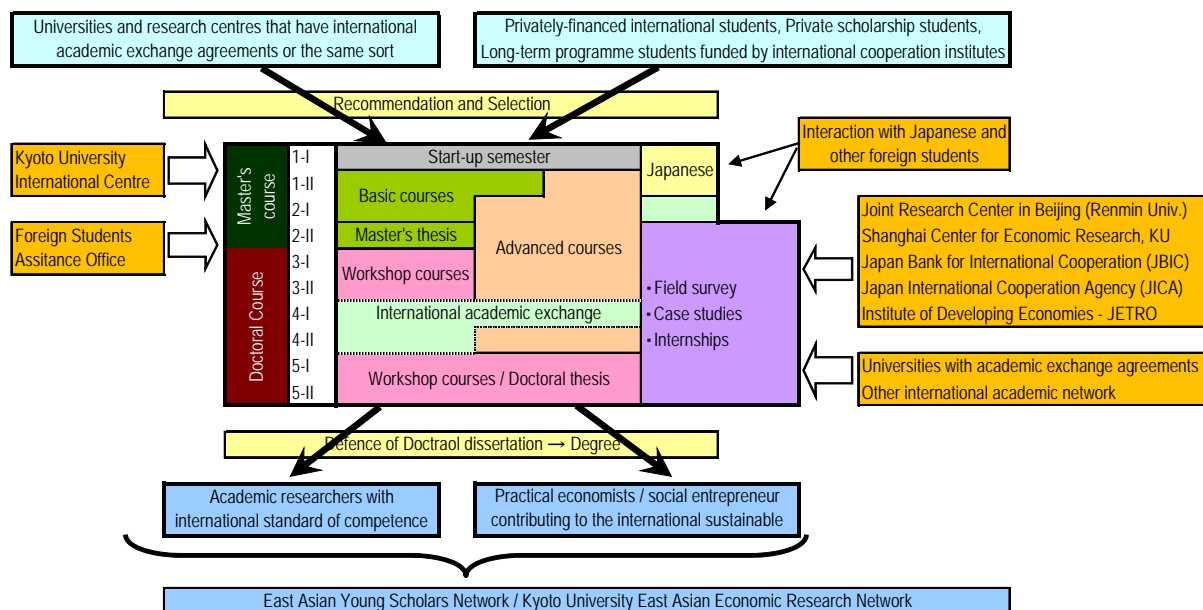 Universities and research centres that have international
academic exchange agreements or the same sort
Privately-financed international students, Private scholarship students,
Long-term programme students funded by international cooperation institutes
Recommendation and Selection
Kyoto University
International Centre
Foreign Students
Assitance Office
Master's
course
Doctoral Course
1-I
1-II
2-I
2-II
3-I
3-II
4-I
4-II
5-I
5-II
Start-up semester
Basic courses
Master's thesis
Workshop courses
Advanced courses
International academic exchange
Workshop courses / Doctoral thesis
Japanese
▪ Field survey
▪ Case studies
▪ Internships
Interaction with Japanese and
other foreign students
Joint Research Center in Beijing (Renmin Univ.)
Shanghai Center for Economic Research, KU
Japan Bank for International Cooperation (JBIC)
Japan International Cooperation Agency (JICA)
Institute of Developing Economies - JETRO
Universities with academic exchange agreements
Other international academic network
Defence of Doctraol dissertation → Degree
Academic researchers with
international standard of competence
Practical economists / social entrepreneur
contributing to the international sustainable
East Asian Young Scholars Network / Kyoto University East Asian Economic Research Network